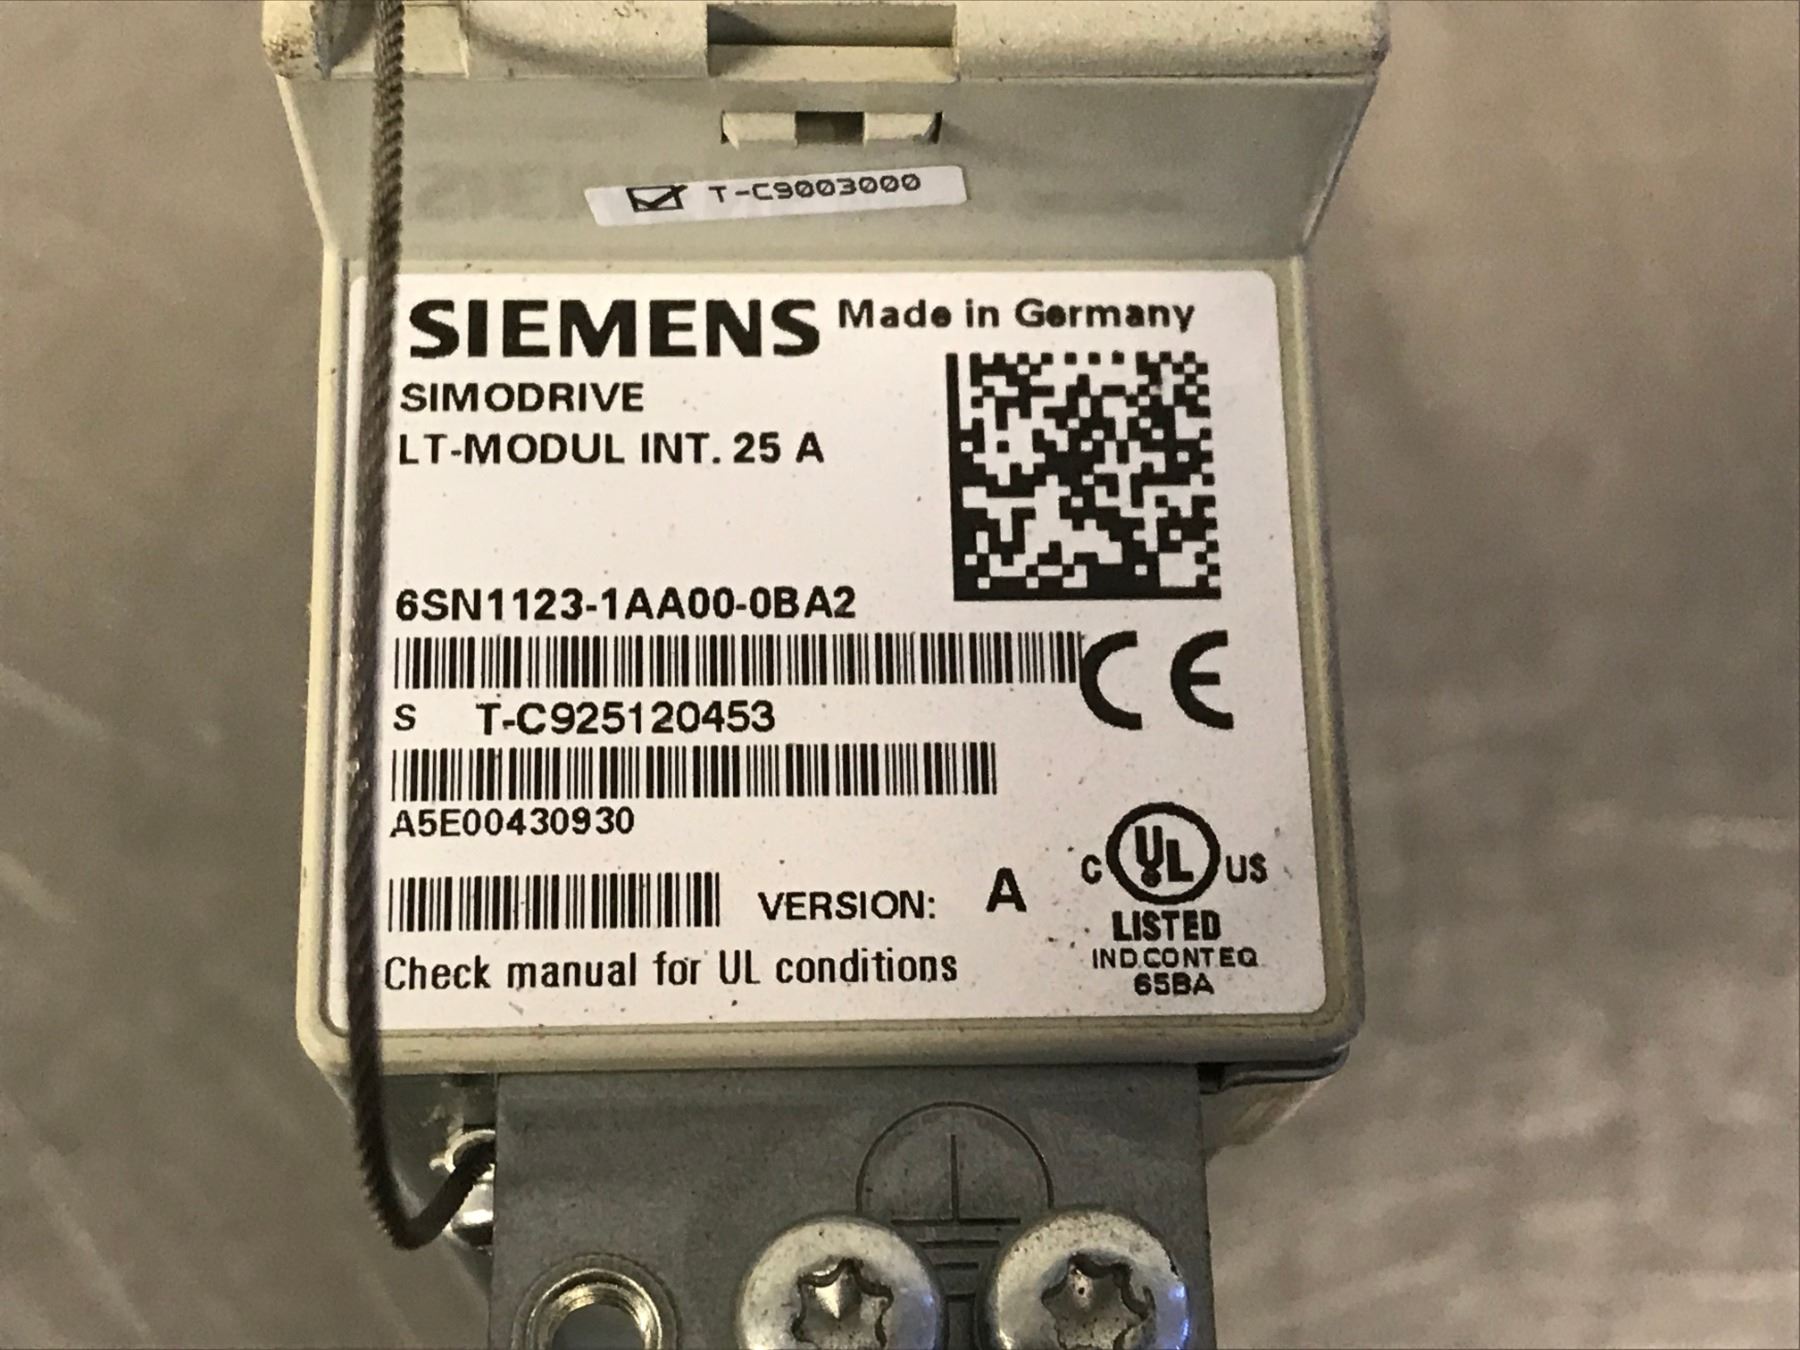 T-C9003000
SIEMENS Made in Germany
SIMODRIVE
LT-MODUL INT. 25 A
6SN1123-1AA00-0BA2
CE
S T-C925120453
A5E00430930
C UL US
VERSION: A
LISTED
IND.CONT.EQ
65BA
Check manual for UL conditions